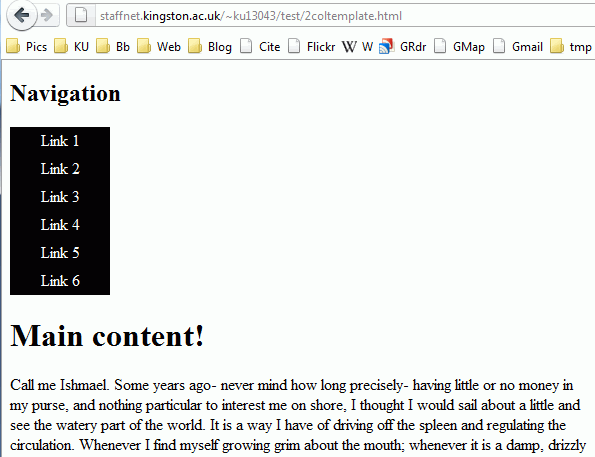 staffnet.kingston.ac.uk/~ku13043/test/2coltemplate.html
Pics KU Bb Web Blog Cite Flickr W W GRdr GMap Gmail tmp
Navigation
Link 1
Link 2
Link 3
Link 4
Link 5
Link 6
Main content!
Call me Ishmael. Some years ago- never mind how long precisely- having little or no money in
my purse, and nothing particular to interest me on shore, I thought I would sail about a little and
see the watery part of the world. It is a way I have of driving off the spleen and regulating the
circulation. Whenever I find myself growing grim about the mouth; whenever it is a damp, drizzly